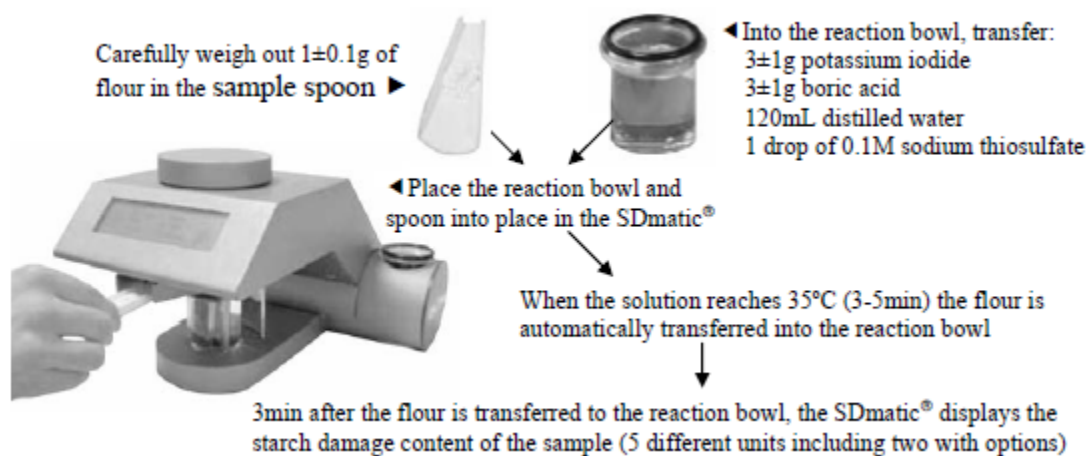 Carefully weigh out 1±0.1g of
flour in the sample spoon ►
◄Into the reaction bowl, transfer:
3±1g potassium iodide
3±1g boric acid
120mL distilled water
1 drop of 0.1M sodium thiosulfate
◄Place the reaction bowl and
spoon into place in the SDmatic®
When the solution reaches 35°C (3-5min) the flour is
automatically transferred into the reaction bowl
3min after the flour is transferred to the reaction bowl, the SDmatic® displays the
starch damage content of the sample (5 different units including two with options)